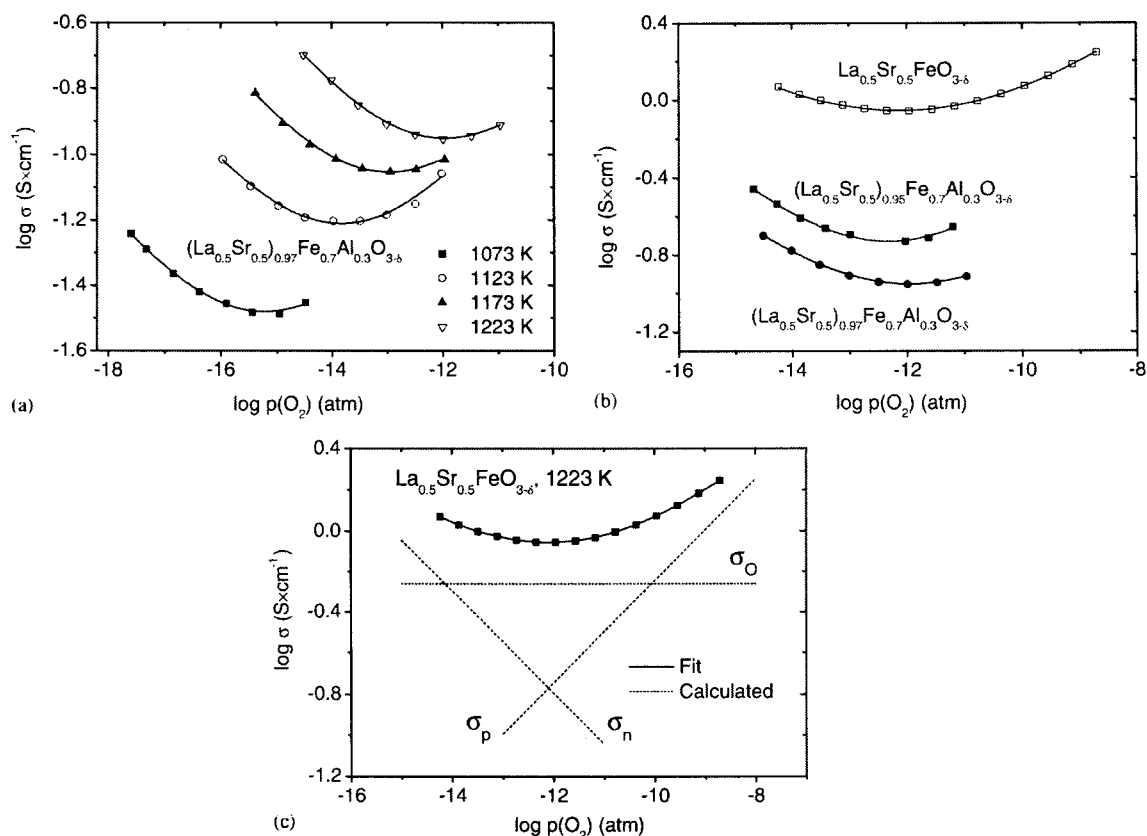 -0.6
-0.8
-1.0
-1.2
-1.4
-1.6
log σ (S×cm⁻¹)
(La₀.₅Sr₀.₅)₀.₉₇Fe₀.₇Al₀.₃O₃₋δ
1073 K
1123 K
1173 K
1223 K
-18 -16 -14 -12 -10
log p(O₂) (atm)
(a)
0.4
0.0
-0.4
-0.8
-1.2
log σ (S×cm⁻¹)
La₀.₅Sr₀.₅FeO₃₋δ
(La₀.₅Sr₀.₅)₀.₉₅Fe₀.₇Al₀.₃O₃₋δ
(La₀.₅Sr₀.₅)₀.₉₇Fe₀.₇Al₀.₃O₃₋δ
-16 -14 -12 -10 -8
log p(O₂) (atm)
(b)
0.4
0.0
-0.4
-0.8
-1.2
log σ (S×cm⁻¹)
La₀.₅Sr₀.₅FeO₃₋δ, 1223 K
σO
Fit
Calculated
σp
σn
-16 -14 -12 -10 -8
log p(O₂) (atm)
(c)